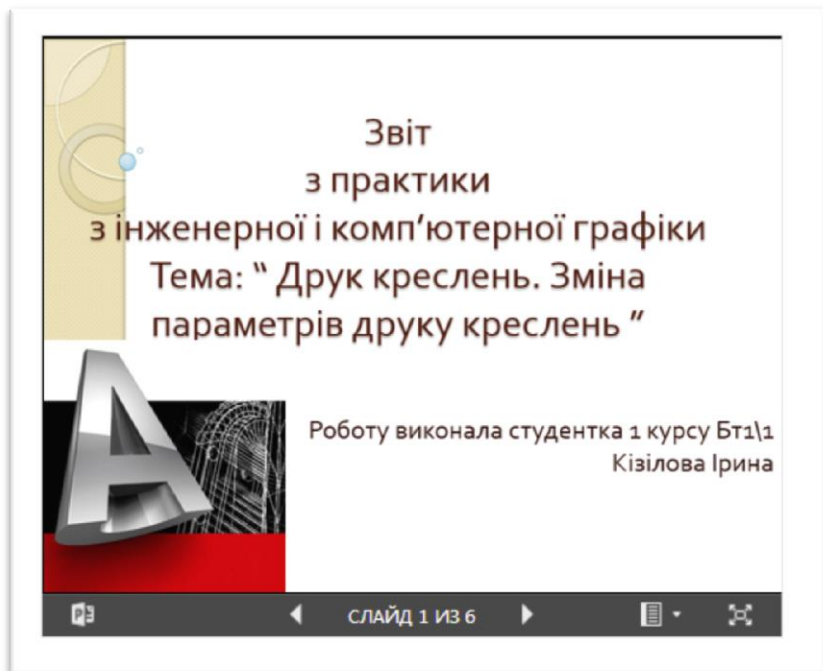 Звіт
з практики
з інженерної і комп’ютерної графіки
Тема: “ Друк креслень. Зміна
параметрів друку креслень ”
Роботу виконала студентка 1 курсу Бт1\1
Кізілова Ірина
СЛАЙД 1 ИЗ 6